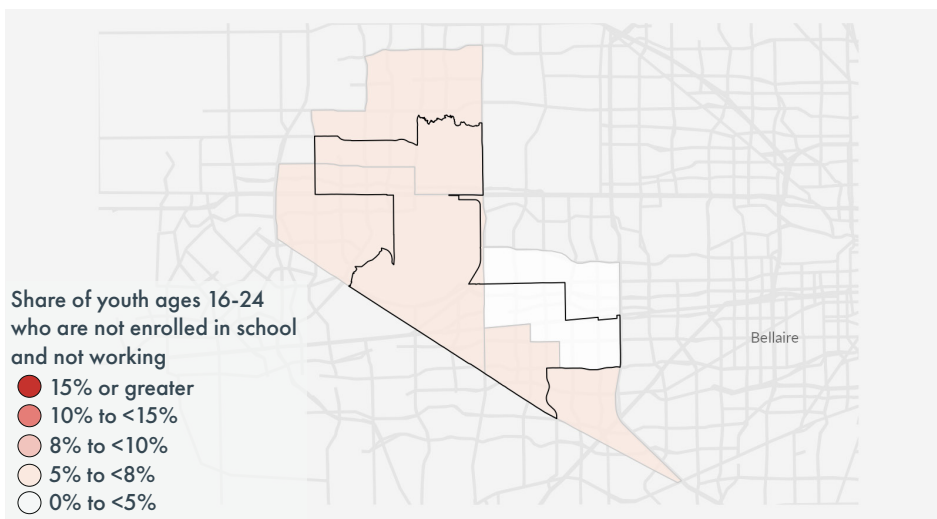 Bellaire
Share of youth ages 16-24
who are not enrolled in school
and not working
15% or greater
10% to <15%
8% to <10%
5% to <8%
0% to <5%